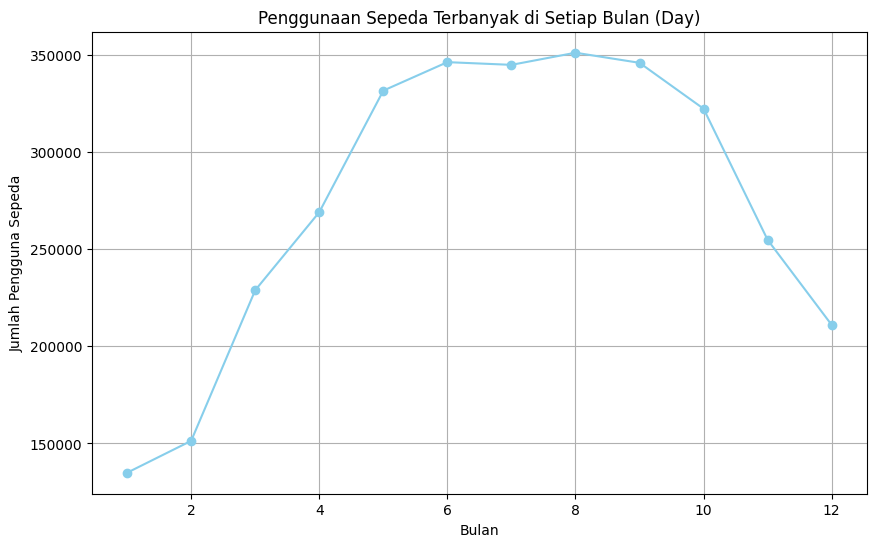 Penggunaan Sepeda Terbanyak di Setiap Bulan (Day)
Jumlah Pengguna Sepeda
350000
300000
250000
200000
150000
2 4 6 8 10 12
Bulan